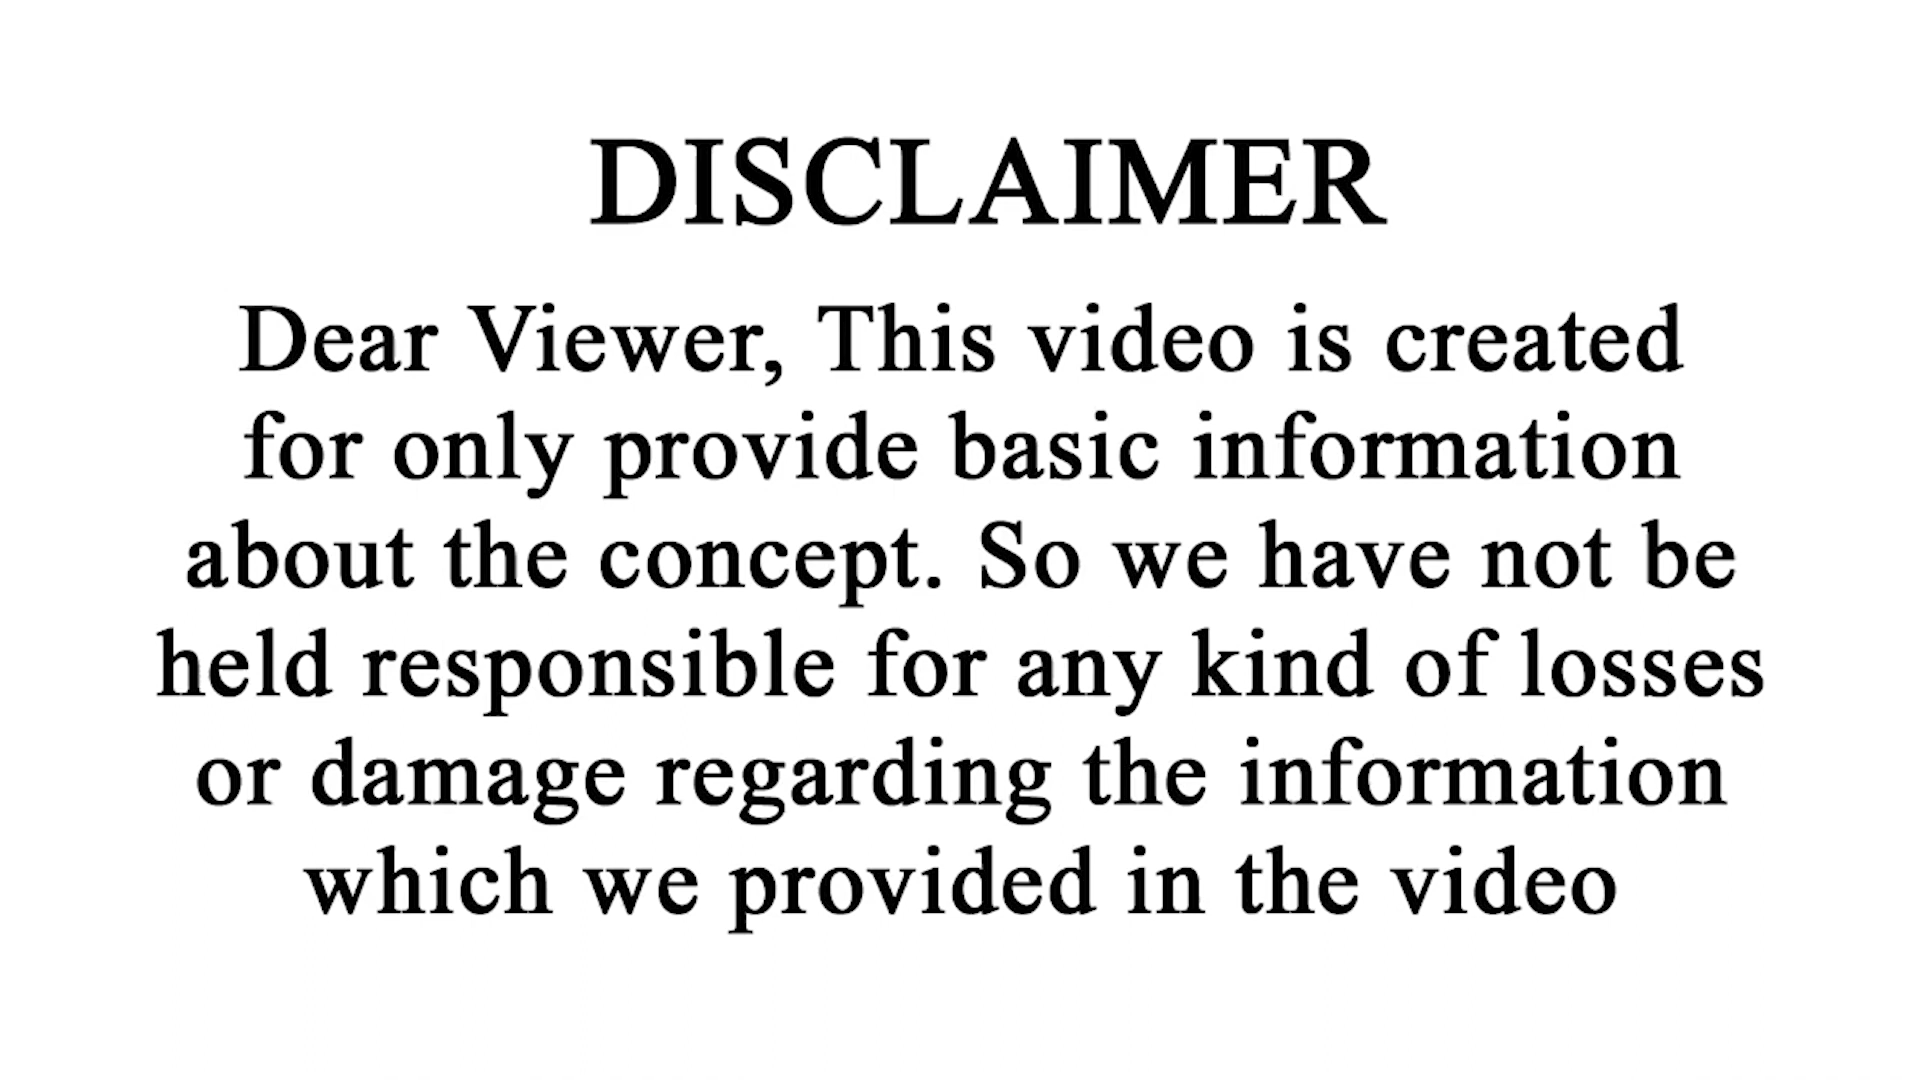 DISCLAIMER
Dear Viewer, This video is created
for only provide basic information
about the concept. So we have not be
held responsible for any kind of losses
or damage regarding the information
which we provided in the video